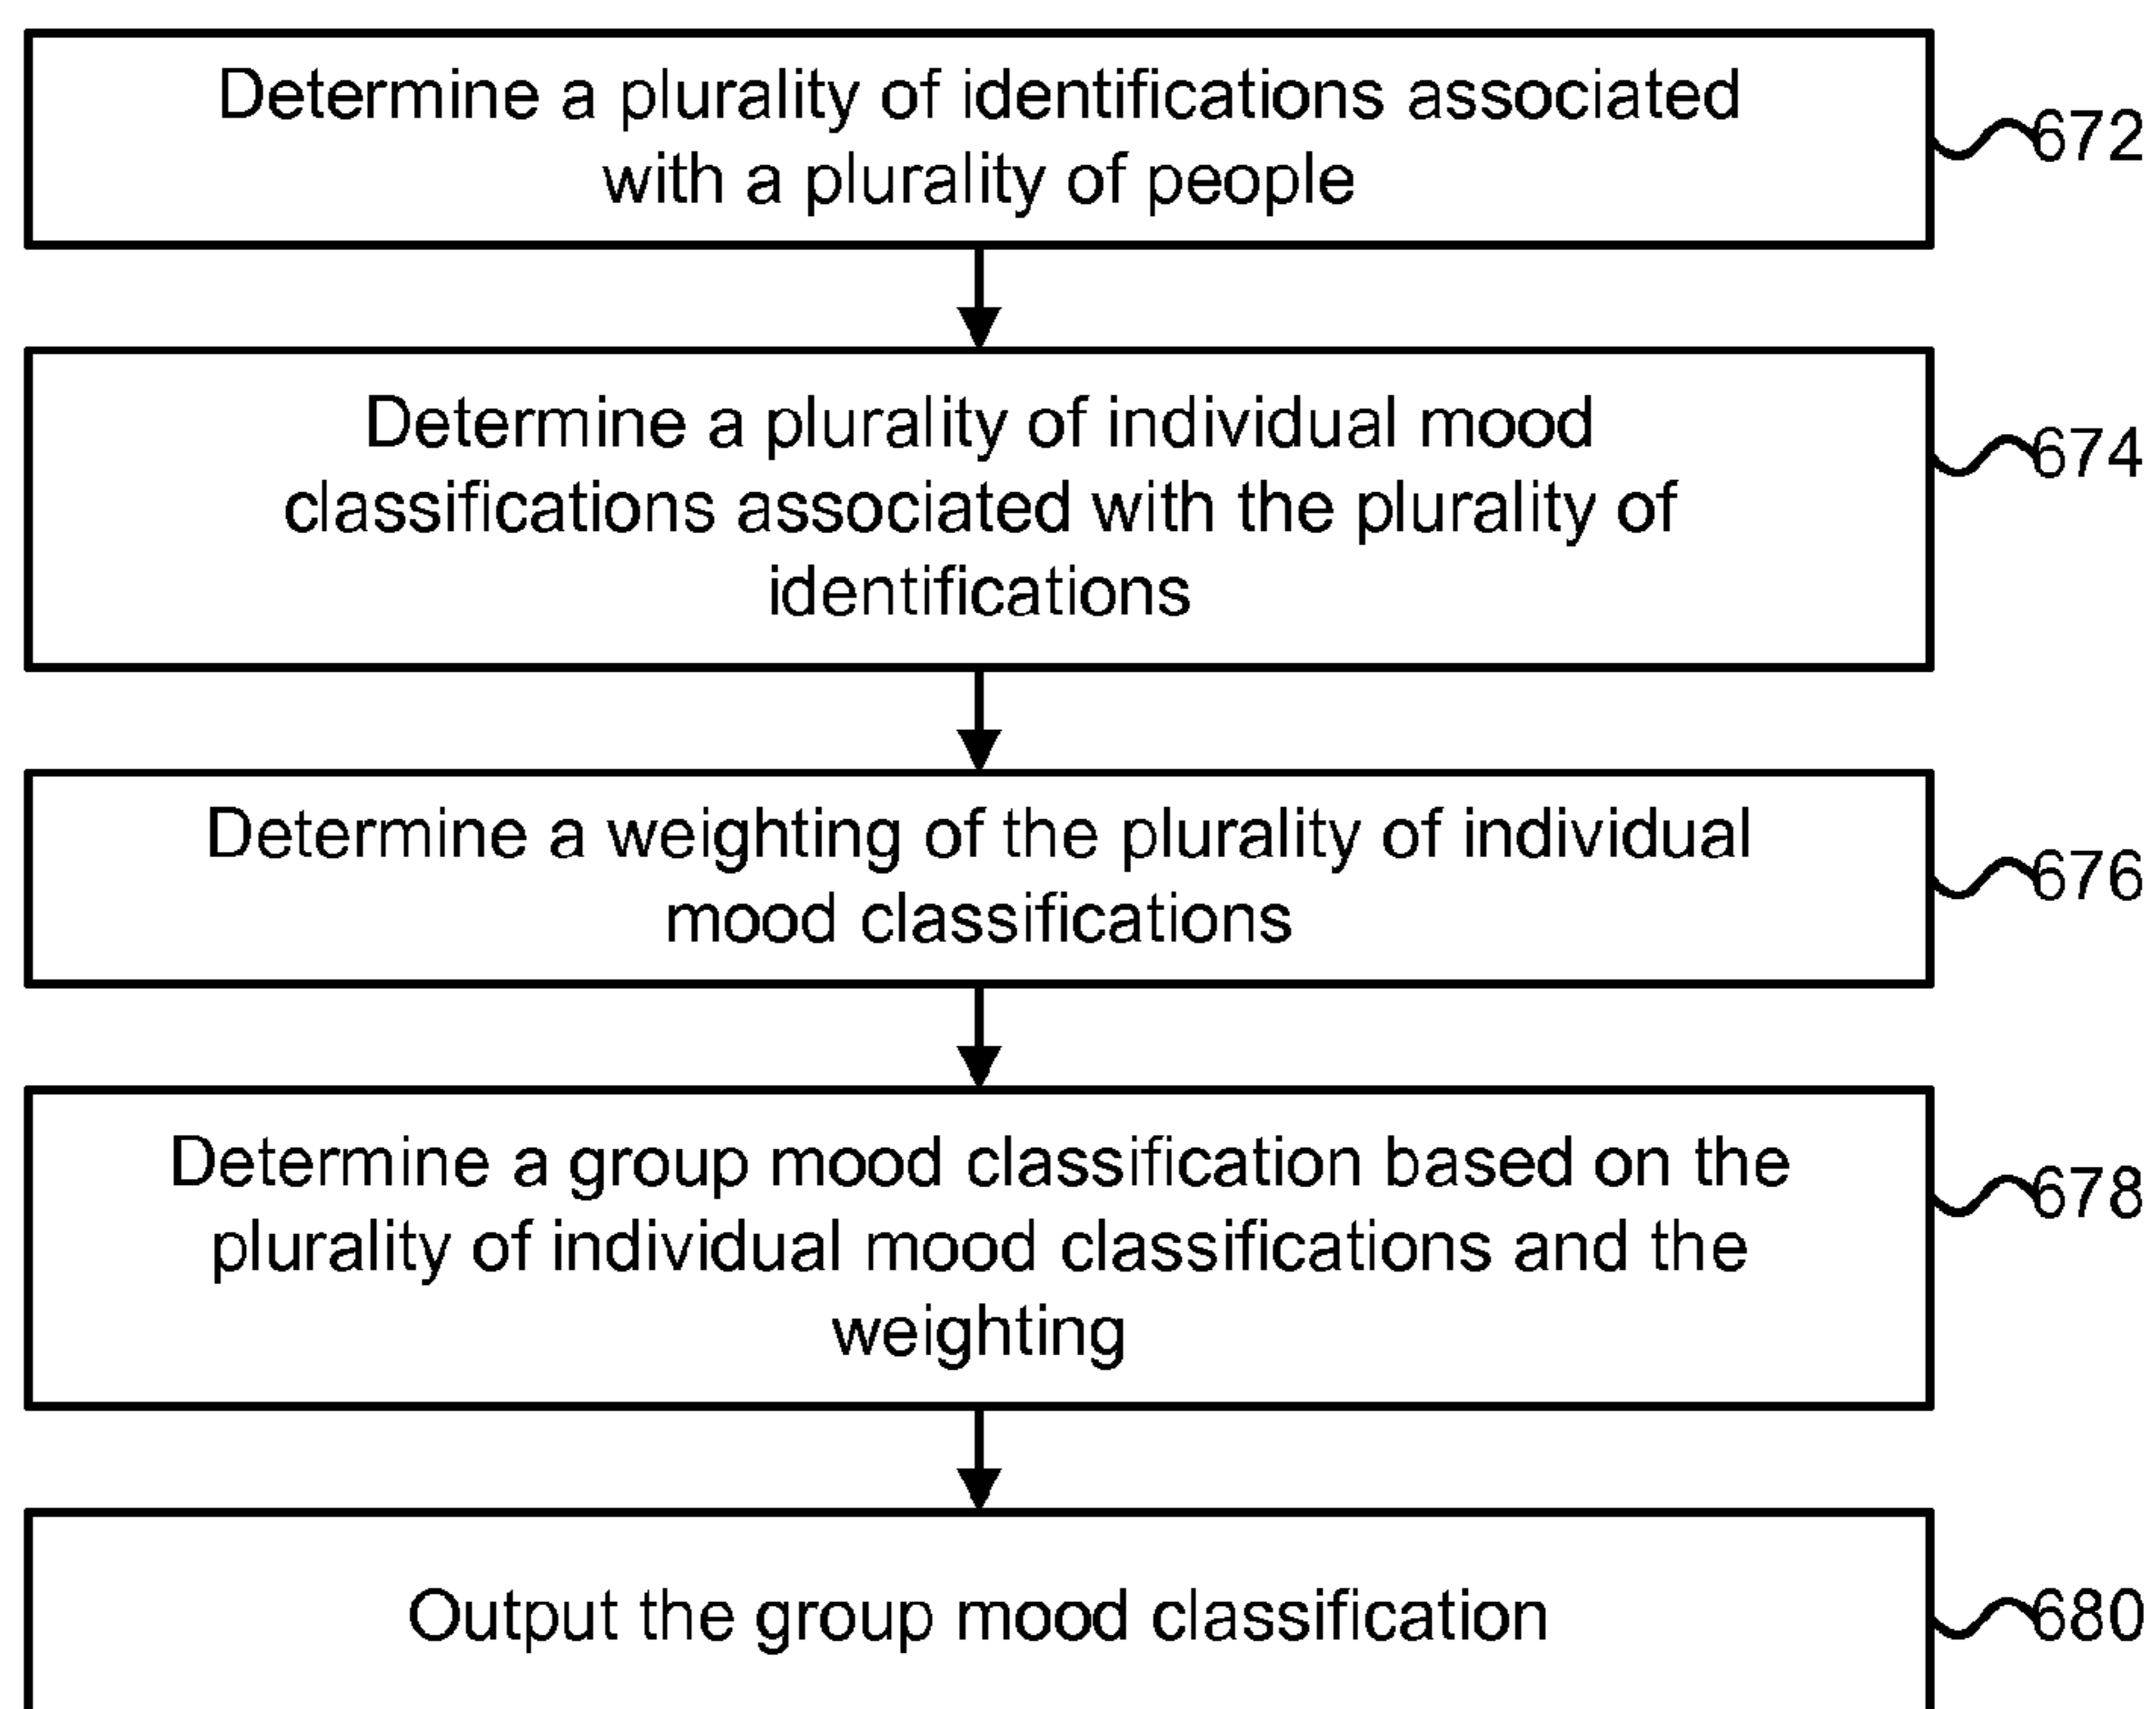 Determine a plurality of identifications associated
with a plurality of people
672
Determine a plurality of individual mood
classifications associated with the plurality of
identifications
674
Determine a weighting of the plurality of individual
mood classifications
676
Determine a group mood classification based on the
plurality of individual mood classifications and the
weighting
678
Output the group mood classification
680